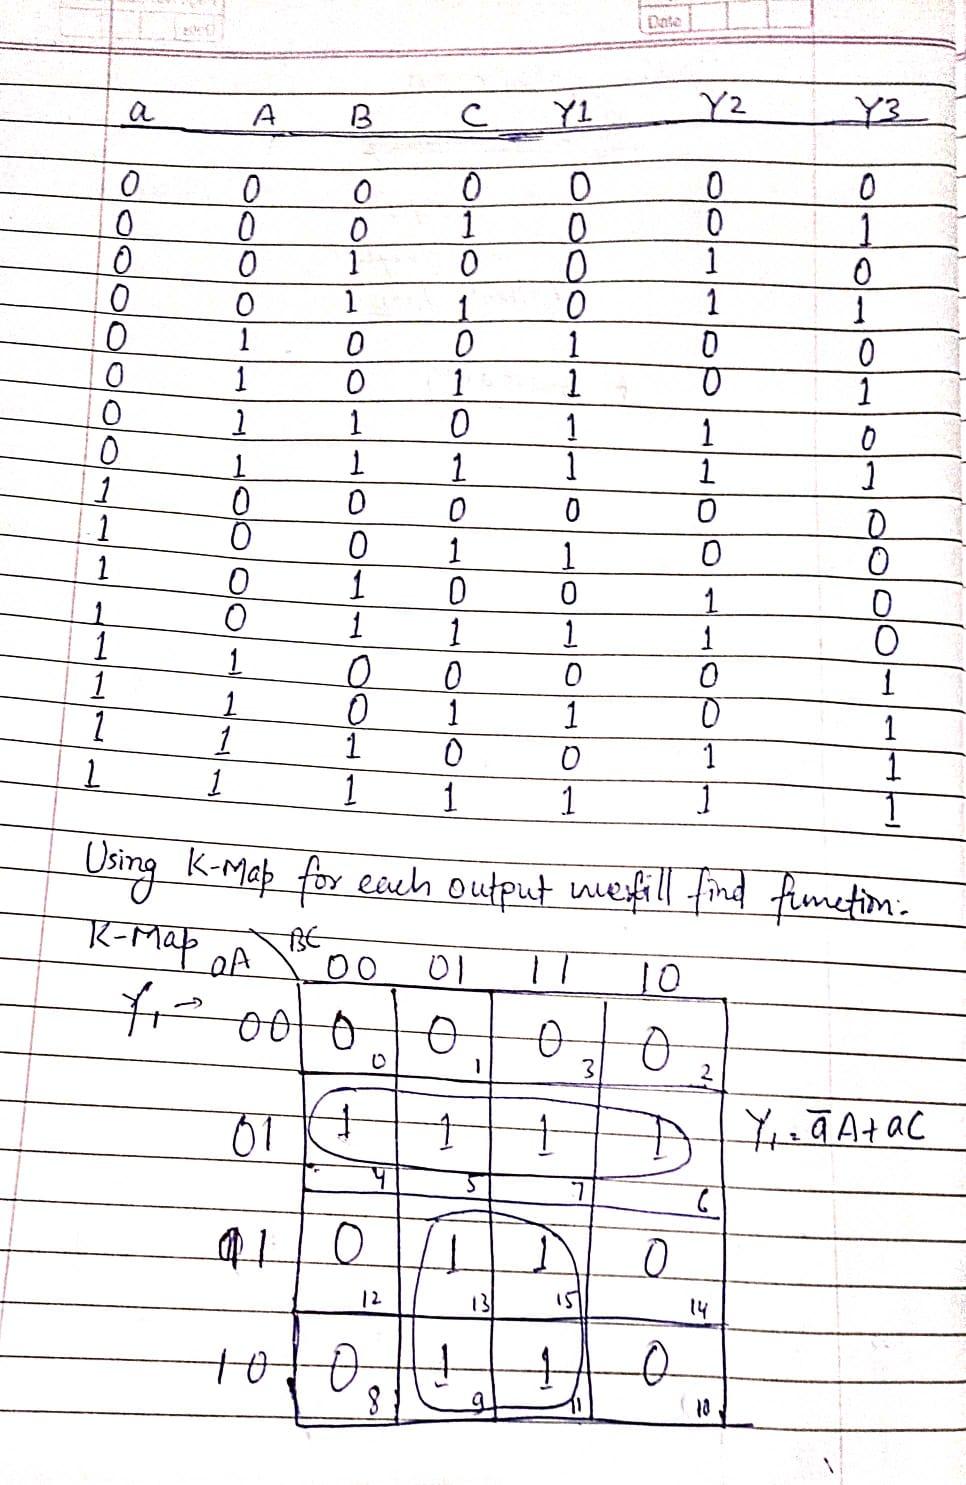 Date
a A B C Y1 Y2 Y3
0 0 0 0 0 0 0
0 0 0 1 0 0 1
0 0 1 0 0 1 0
0 0 1 1 0 1 1
0 1 0 0 1 0 0
0 1 0 1 1 0 1
0 1 1 0 1 1 0
0 1 1 1 1 1 1
1 0 0 0 0 0 0
1 0 0 1 1 0 0
1 0 1 0 0 1 0
1 0 1 1 1 1 0
1 1 0 0 0 0 1
1 1 0 1 1 0 1
1 1 1 0 0 1 1
1 1 1 1 1 1 1
Using K-Map for each output find function:-
K-Map aA BC 00 01 11 10
Y₁ → 00 0 0 0 1 0 3 0 2
01 1 4 1 5 1 7 1 6 Y₁ = āA + aC
11 0 12 1 13 1 15 0 14
10 0 8 1 9 1 11 0 10